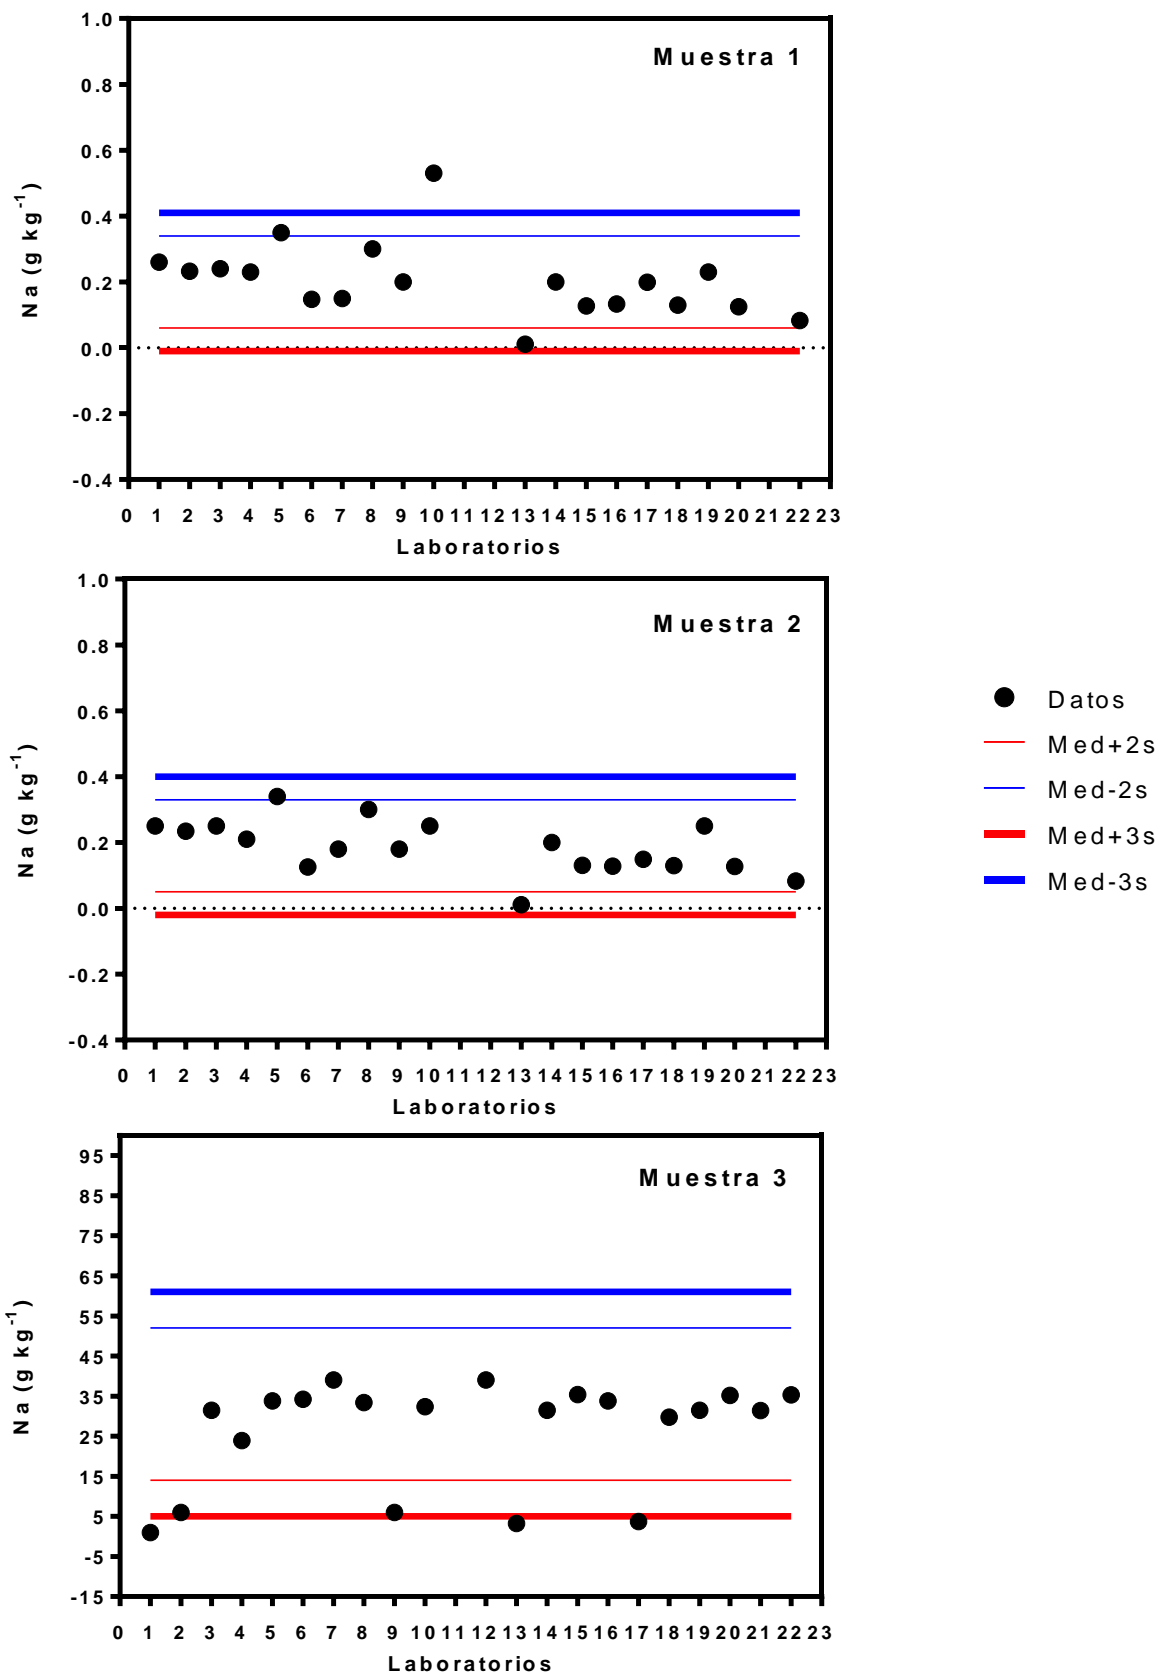 Muestra 1
1.0
0.8
0.6
0.4
0.2
0.0
-0.2
-0.4
Na (g kg-1)
0 1 2 3 4 5 6 7 8 9 10 11 12 13 14 15 16 17 18 19 20 21 22 23
Laboratorios
Muestra 2
1.0
0.8
0.6
0.4
0.2
0.0
-0.2
-0.4
Na (g kg-1)
0 1 2 3 4 5 6 7 8 9 10 11 12 13 14 15 16 17 18 19 20 21 22 23
Laboratorios
Datos
Med+2s
Med-2s
Med+3s
Med-3s
Muestra 3
95
85
75
65
55
45
35
25
15
5
-5
-15
Na (g kg-1)
0 1 2 3 4 5 6 7 8 9 10 11 12 13 14 15 16 17 18 19 20 21 22 23
Laboratorios